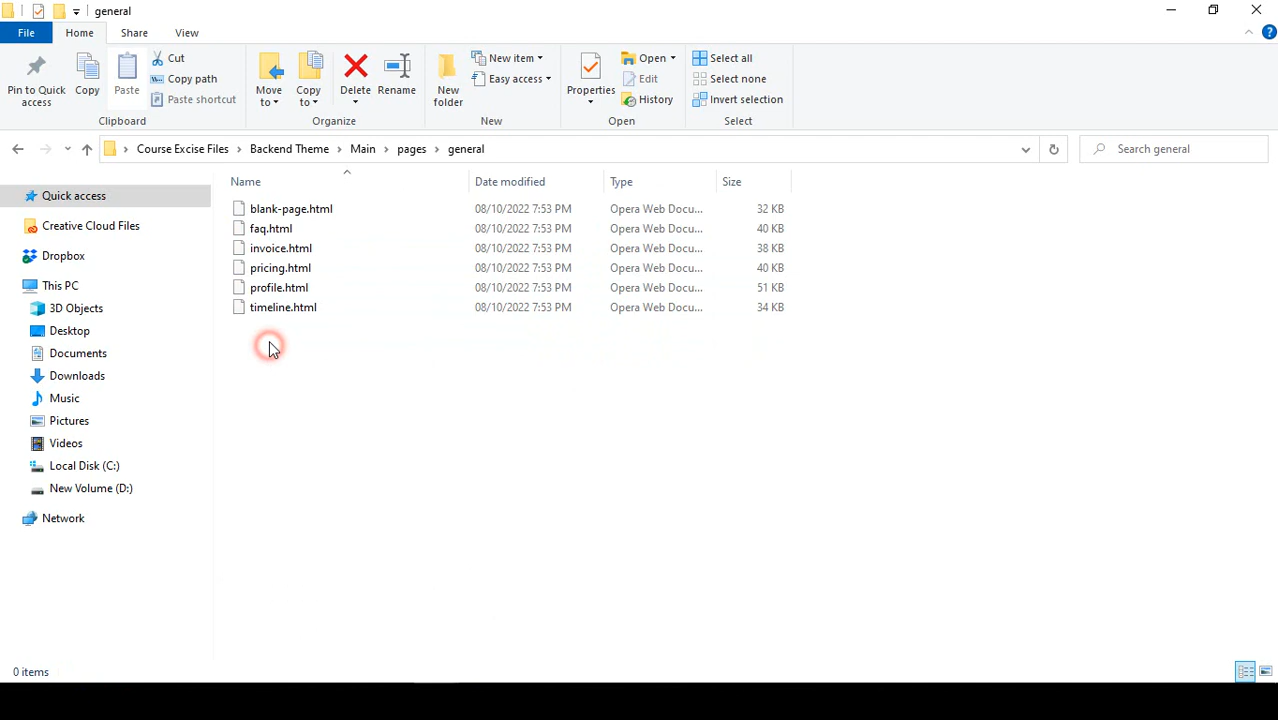 general
File Home Share View
Pin to Quick access
Copy
Paste
Cut
Copy path
Paste shortcut
Clipboard
Move to
Copy to
Delete
Rename
Organize
New folder
New item
Easy access
New
Properties
Open
Edit
History
Open
Select all
Select none
Invert selection
Select
Course Excise Files › Backend Theme › Main › pages › general
Search general
Name Date modified Type Size
blank-page.html 08/10/2022 7:53 PM Opera Web Docu... 32 KB
faq.html 08/10/2022 7:53 PM Opera Web Docu... 40 KB
invoice.html 08/10/2022 7:53 PM Opera Web Docu... 38 KB
pricing.html 08/10/2022 7:53 PM Opera Web Docu... 40 KB
profile.html 08/10/2022 7:53 PM Opera Web Docu... 51 KB
timeline.html 08/10/2022 7:53 PM Opera Web Docu... 34 KB
Quick access
Creative Cloud Files
Dropbox
This PC
3D Objects
Desktop
Documents
Downloads
Music
Pictures
Videos
Local Disk (C:)
New Volume (D:)
Network
0 items